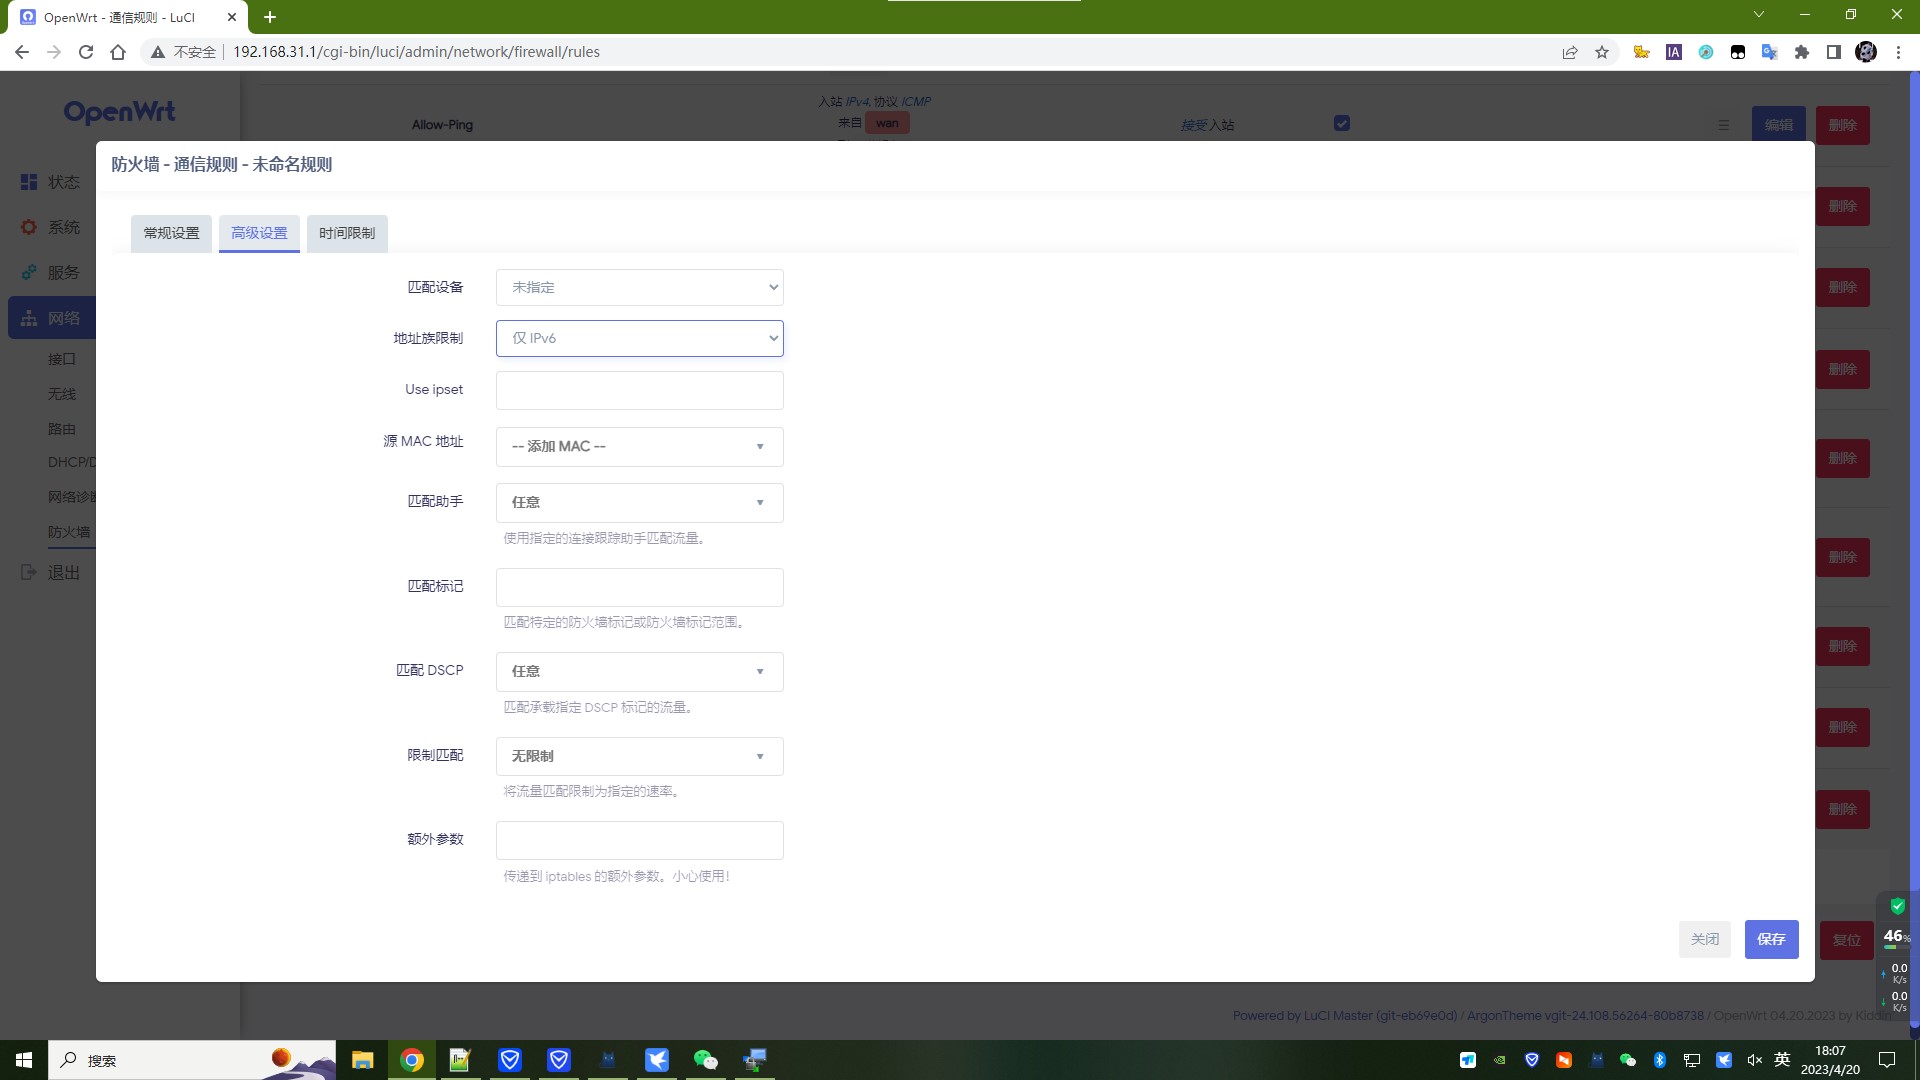 OpenWrt - 通信规则 - LuCI
不安全
192.168.31.1/cgi-bin/luci/admin/network/firewall/rules
IA
OpenWrt
状态
系统
服务
网络
接口
无线
路由
DHCP/D
网络诊断
防火墙
退出
入站 IPv4, 协议 ICMP
Allow-Ping
来自 wan
接受入站
编辑
删除
防火墙 - 通信规则 - 未命名规则
常规设置
高级设置
时间限制
匹配设备
未指定
地址族限制
仅 IPv6
Use ipset
源 MAC 地址
-- 添加 MAC --
匹配助手
任意
使用指定的连接跟踪助手匹配流量。
匹配标记
匹配特定的防火墙标记或防火墙标记范围。
匹配 DSCP
任意
匹配承载指定 DSCP 标记的流量。
限制匹配
无限制
将流量匹配限制为指定的速率。
额外参数
传递到 iptables 的额外参数。小心使用!
关闭
保存
删除
删除
删除
删除
删除
删除
删除
删除
复位
46%
0.0
K/s
0.0
K/s
Powered by LuCI Master (git-eb69e0d) / ArgonTheme vgit-24.108.56264-80b8738 / OpenWrt 04.20.2023 by Kiddin
搜索
英
18:07
2023/4/20